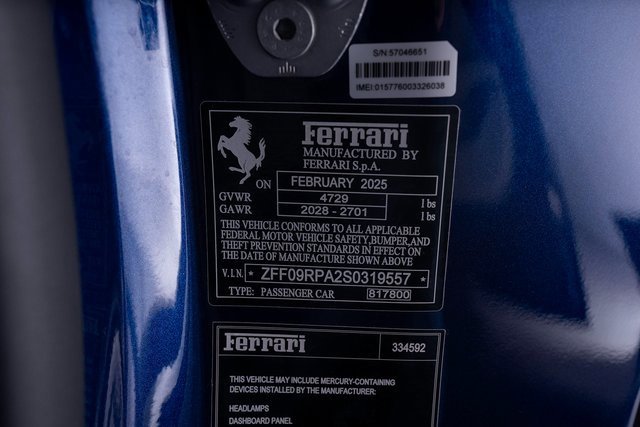 S/N:57046651
IMEI:015776003326038
Ferrari
MANUFACTURED BY
FERRARI S.p.A.
ON FEBRUARY 2025
GVWR 4729 lbs
GAWR 2028 - 2701 lbs
THIS VEHICLE CONFORMS TO ALL APPLICABLE
FEDERAL MOTOR VEHICLE SAFETY,BUMPER,AND
THEFT PREVENTION STANDARDS IN EFFECT ON
THE DATE OF MANUFACTURE SHOWN ABOVE
V.I.N. * ZFF09RPA2S0319557 *
TYPE: PASSENGER CAR 817800
Ferrari 334592
THIS VEHICLE MAY INCLUDE MERCURY-CONTAINING
DEVICES INSTALLED BY THE MANUFACTURER:
HEADLAMPS
DASHBOARD PANEL